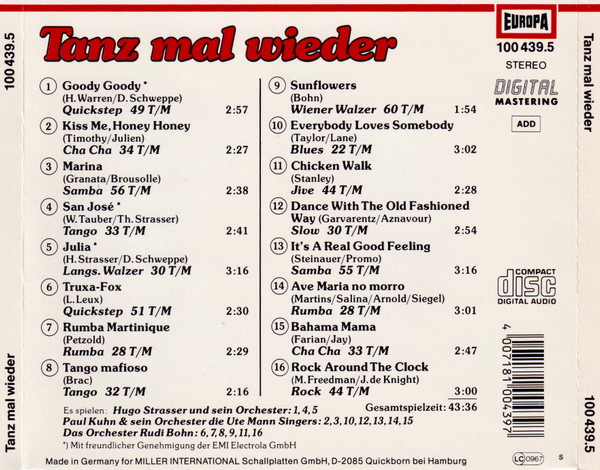 Tanz mal wieder
100 439.5
EUROPA
100 439.5
STEREO
DIGITAL
MASTERING
ADD
1 Goody Goody *
(H. Warren/D. Schweppe)
Quickstep 49 T/M 2:57
2 Kiss Me, Honey Honey
(Timothy/Julien)
Cha Cha 34 T/M 2:27
3 Marina
(Granata/Brousolle)
Samba 56 T/M 2:38
4 San José *
(W. Tauber/Th. Strasser)
Tango 33 T/M 2:41
5 Julia *
(H. Strasser/D. Schweppe)
Langs. Walzer 30 T/M 3:16
6 Truxa-Fox
(L. Leux)
Quickstep 51 T/M 2:30
7 Rumba Martinique
(Petzold)
Rumba 28 T/M 2:29
8 Tango mafioso
(Brac)
Tango 32 T/M 2:16
9 Sunflowers
(Bohn)
Wiener Walzer 60 T/M 1:54
10 Everybody Loves Somebody
(Taylor/Lane)
Blues 22 T/M 3:02
11 Chicken Walk
(Stanley)
Jive 44 T/M 2:28
12 Dance With The Old Fashioned
Way (Garvarentz/Aznavour)
Slow 30 T/M 2:54
13 It's A Real Good Feeling
(Steinauer/Promo)
Samba 55 T/M 3:16
14 Ave Maria no morro
(Martins/Salina/Arnold/Siegel)
Rumba 28 T/M 3:01
15 Bahama Mama
(Farian/Jay)
Cha Cha 33 T/M 2:47
16 Rock Around The Clock
(M. Freedman/J. de Knight)
Rock 44 T/M 3:00
Gesamtspielzeit: 43:36
Es spielen: Hugo Strasser und sein Orchester: 1, 4, 5
Paul Kuhn & sein Orchester die Ute Mann Singers: 2, 3, 10, 12, 13, 14, 15
Das Orchester Rudi Bohn: 6, 7, 8, 9, 11, 16
*) Mit freundlicher Genehmigung der EMI Electrola GmbH
Made in Germany for MILLER INTERNATIONAL Schallplatten GmbH, D-2085 Quickborn bei Hamburg
LC 0967
S
COMPACT
disc
DIGITAL AUDIO
4 007181 004397
100 439.5
Tanz mal wieder
Tanz mal wieder
100 439.5